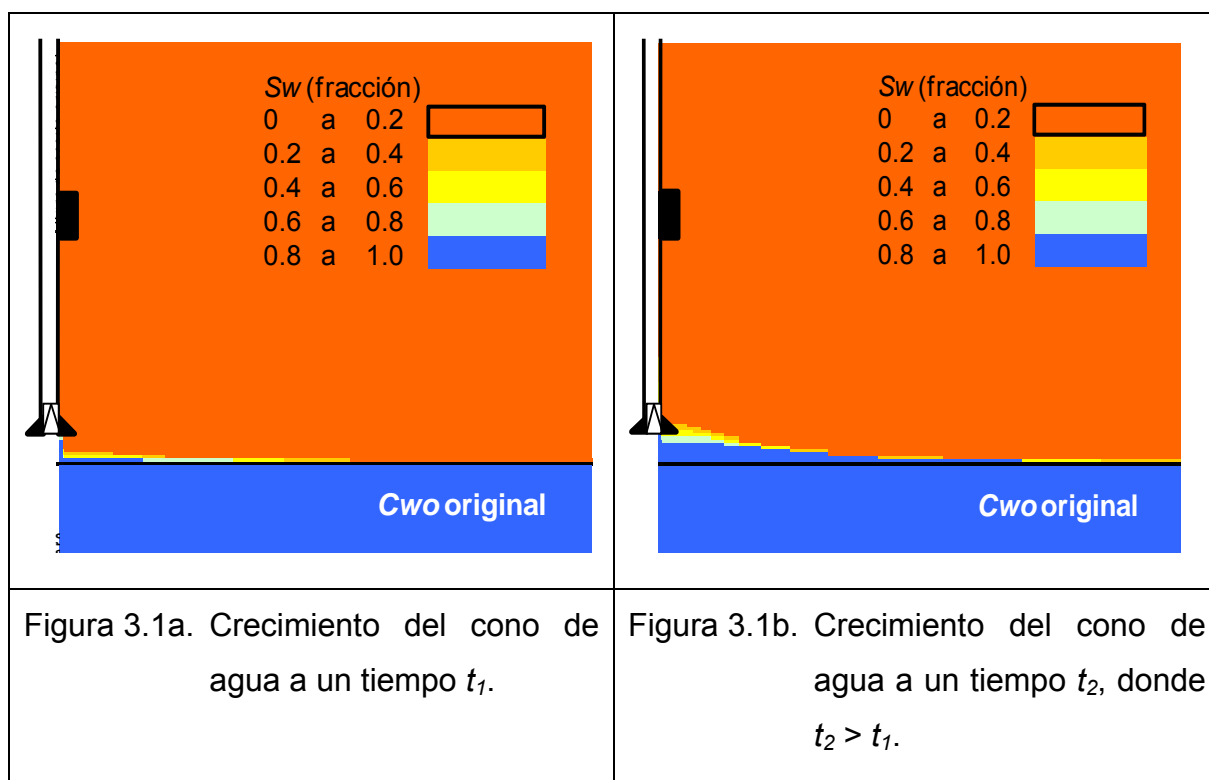 Sw (fracción)
0 a 0.2
0.2 a 0.4
0.4 a 0.6
0.6 a 0.8
0.8 a 1.0
Cwo original
Sw (fracción)
0 a 0.2
0.2 a 0.4
0.4 a 0.6
0.6 a 0.8
0.8 a 1.0
Cwo original
Figura 3.1a. Crecimiento del cono de
agua a un tiempo t1.
Figura 3.1b. Crecimiento del cono de
agua a un tiempo t2, donde
t2 > t1.